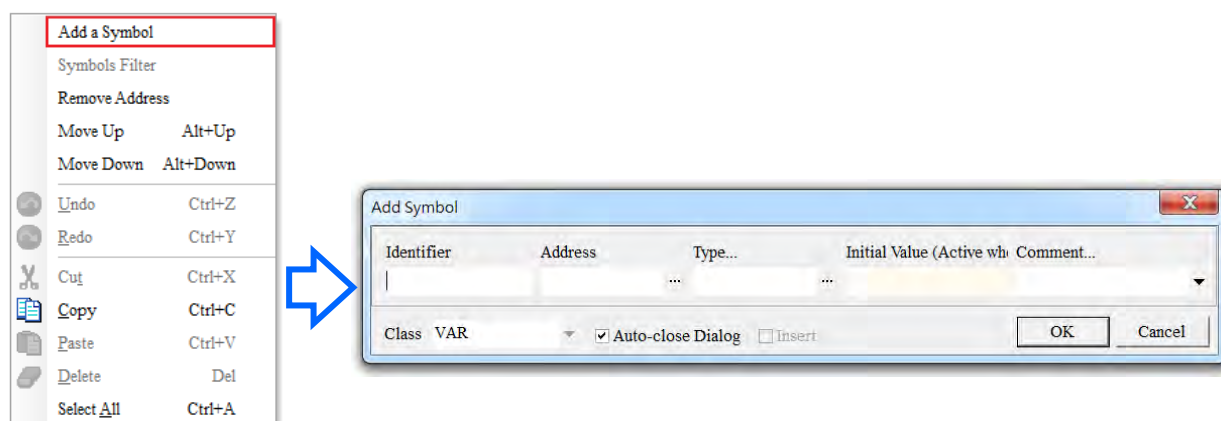 Add a Symbol
Symbols Filter
Remove Address
Move Up Alt+Up
Move Down Alt+Down
Undo Ctrl+Z
Redo Ctrl+Y
Cut Ctrl+X
Copy Ctrl+C
Paste Ctrl+V
Delete Del
Select All Ctrl+A
Add Symbol
Identifier Address Type... Initial Value (Active whe Comment...
... ...
Class VAR Auto-close Dialog Insert OK Cancel